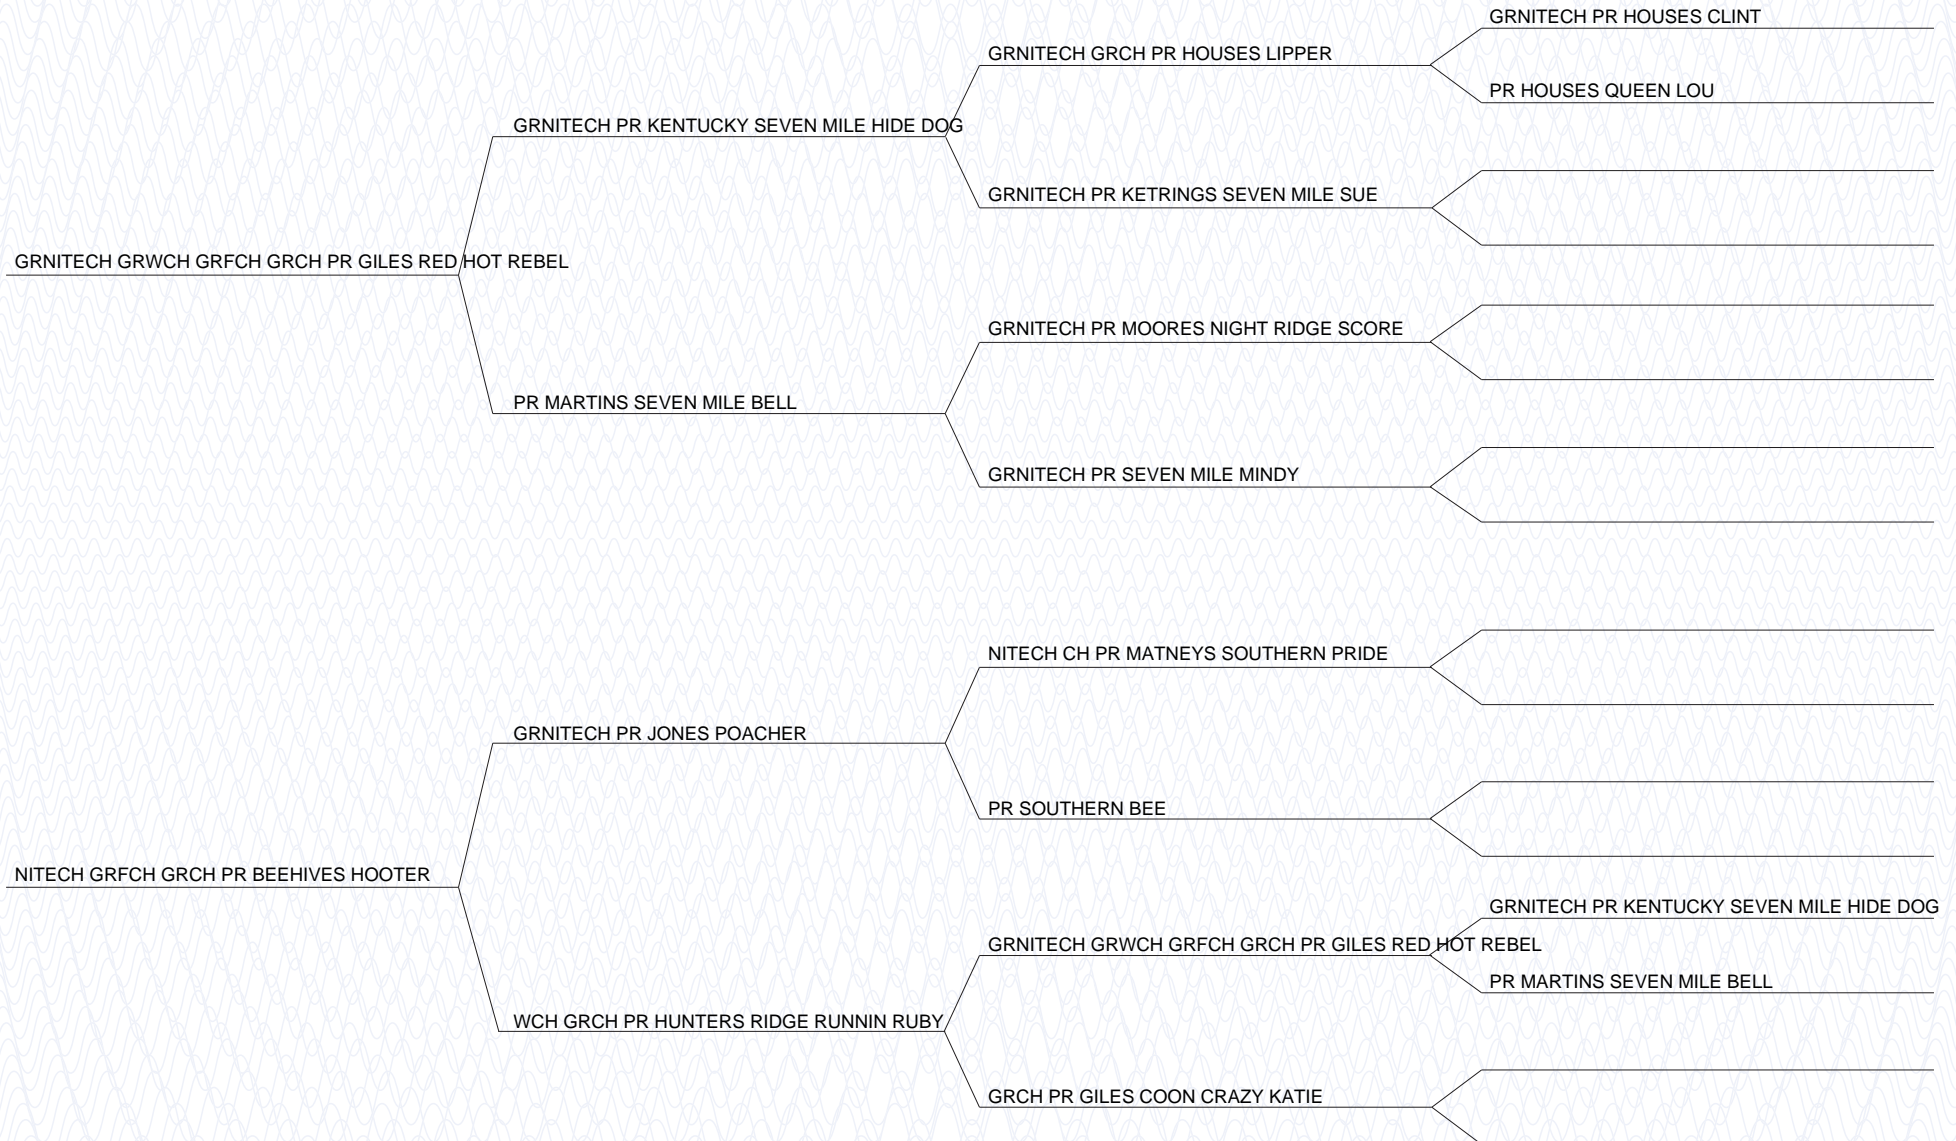 GRNITECH PR HOUSES CLINT
GRNITECH GRCH PR HOUSES LIPPER
PR HOUSES QUEEN LOU
GRNITECH PR KENTUCKY SEVEN MILE HIDE DOG
GRNITECH PR KETRINGS SEVEN MILE SUE
GRNITECH GRWCH GRFCH GRCH PR GILES RED HOT REBEL
GRNITECH PR MOORES NIGHT RIDGE SCORE
PR MARTINS SEVEN MILE BELL
GRNITECH PR SEVEN MILE MINDY
NITECH CH PR MATNEYS SOUTHERN PRIDE
GRNITECH PR JONES POACHER
PR SOUTHERN BEE
NITECH GRFCH GRCH PR BEEHIVES HOOTER
GRNITECH PR KENTUCKY SEVEN MILE HIDE DOG
GRNITECH GRWCH GRFCH GRCH PR GILES RED HOT REBEL
PR MARTINS SEVEN MILE BELL
WCH GRCH PR HUNTERS RIDGE RUNNIN RUBY
GRCH PR GILES COON CRAZY KATIE